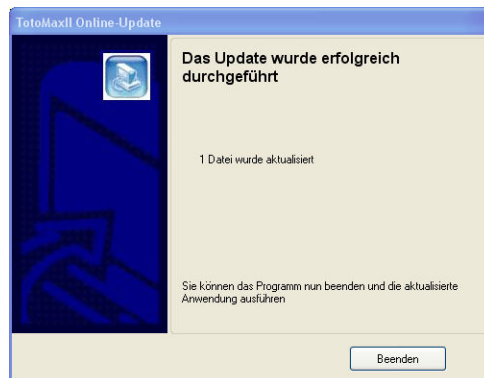 TotoMaxII Online-Update
Das Update wurde erfolgreich
durchgeführt
1 Datei wurde aktualisiert
Sie können das Programm nun beenden und die aktualisierte
Anwendung ausführen
Beenden